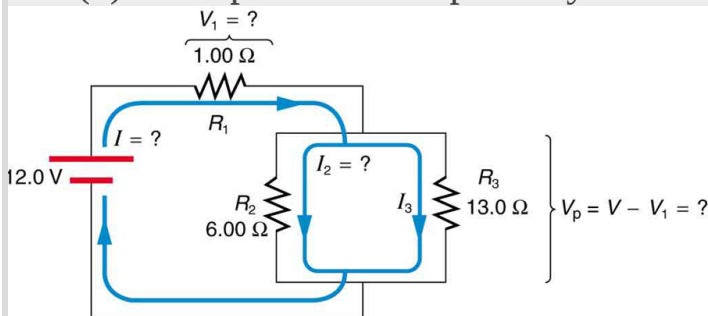 V₁ = ?
1.00 Ω
R₁
I = ?
12.0 V
I₂ = ?
R₂
6.00 Ω
I₃
R₃
13.0 Ω
Vₚ = V – V₁ = ?